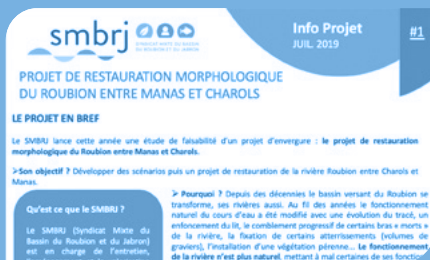 smbrj
SYNDICAT MIXTE DU BASSIN
DU ROUBION ET DU JABRON
Info Projet
JUIL. 2019
#1
PROJET DE RESTAURATION MORPHOLOGIQUE
DU ROUBION ENTRE MANAS ET CHAROLS
LE PROJET EN BREF
Le SMBRJ lance cette année une étude de faisabilité d'un projet d'envergure : le projet de restauration
morphologique du Roubion entre Manas et Charols.
➢Son objectif ? Développer des scénarios puis un projet de restauration de la rivière Roubion entre Charols et
Manas.
Qu'est ce que le SMBRJ ?
Le SMBRJ (Syndicat Mixte du
Bassin du Roubion et du Jabron)
est en charge de l'entretien,
➢ Pourquoi ? Depuis des décennies le bassin versant du Roubion se
transforme, ses rivières aussi. Au fil des années le fonctionnement
naturel du cours d'eau a été modifié avec une évolution du tracé, un
enfoncement du lit, le comblement progressif de certains bras « morts »
de la rivière, la fixation de certains atterrissements (volumes de
graviers), l'installation d'une végétation pérenne... Le fonctionnement
de la rivière n'est plus naturel, mettant à mal certaines de ses fonctions